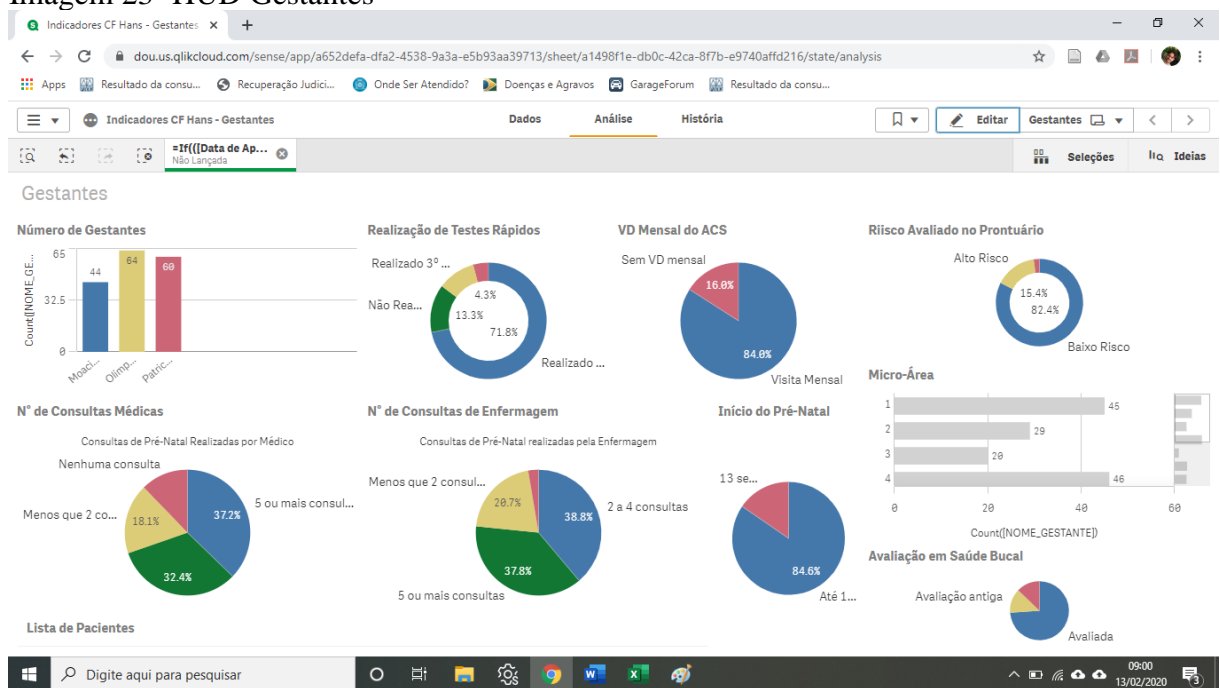 Imagem 23- HUD Gestantes
Indicadores CF Hans - Gestantes
dou.us.qlikcloud.com/sense/app/a652defa-dfa2-4538-9a3a-e5b93aa39713/sheet/a1498f1e-db0c-42ca-8f7b-e9740affd216/state/analysis
Apps Resultado da consu... Recuperação Judici... Onde Ser Atendido? Doenças e Agravos GarageForum Resultado da consu...
Indicadores CF Hans - Gestantes Dados Análise História Editar Gestantes
=If(([Data de Ap...
Não Lançada
Seleções Ideias
Gestantes
Número de Gestantes
Count([NOME_GE...
65
32.5
0
44
64
60
Moaci...
Olimp...
Patric...
Realização de Testes Rápidos
Realizado 3º ...
Não Rea...
4.3%
13.3%
71.8%
Realizado ...
VD Mensal do ACS
Sem VD mensal
16.0%
84.0%
Visita Mensal
Riisco Avaliado no Prontuário
Alto Risco
15.4%
82.4%
Baixo Risco
N° de Consultas Médicas
Consultas de Pré-Natal Realizadas por Médico
Nenhuma consulta
Menos que 2 co...
18.1%
37.2%
5 ou mais consul...
32.4%
N° de Consultas de Enfermagem
Consultas de Pré-Natal realizadas pela Enfermagem
Menos que 2 consul...
20.7%
38.8%
2 a 4 consultas
37.8%
5 ou mais consultas
Início do Pré-Natal
13 se...
84.6%
Até 1...
Micro-Área
1 45
2 29
3 20
4 46
0 20 40 60
Count([NOME_GESTANTE])
Avaliação em Saúde Bucal
Avaliação antiga
Avaliada
Lista de Pacientes
Digite aqui para pesquisar
09:00
13/02/2020
3